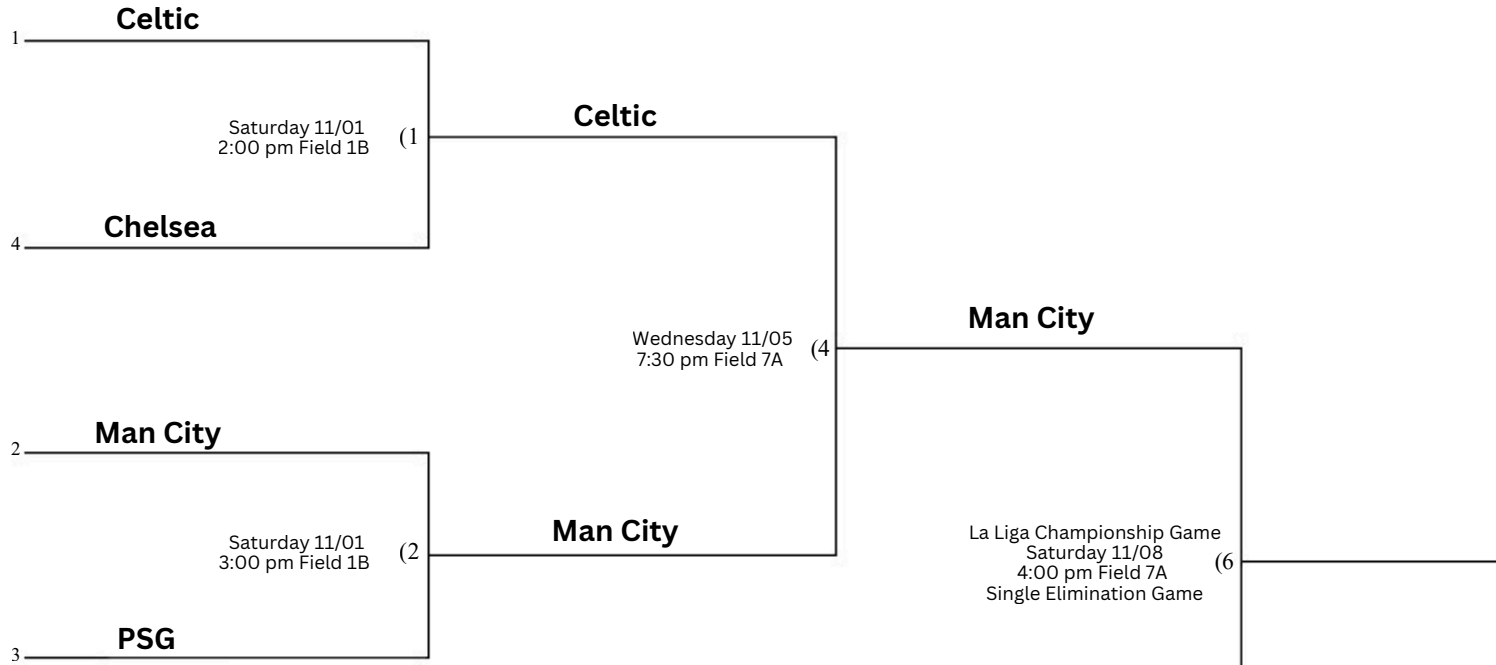 Celtic
1
Saturday 11/01
2:00 pm Field 1B
(1
Celtic
Chelsea
4
Wednesday 11/05
7:30 pm Field 7A
(4
Man City
Man City
2
Saturday 11/01
3:00 pm Field 1B
(2
Man City
La Liga Championship Game
Saturday 11/08
4:00 pm Field 7A
Single Elimination Game
(6
PSG
3